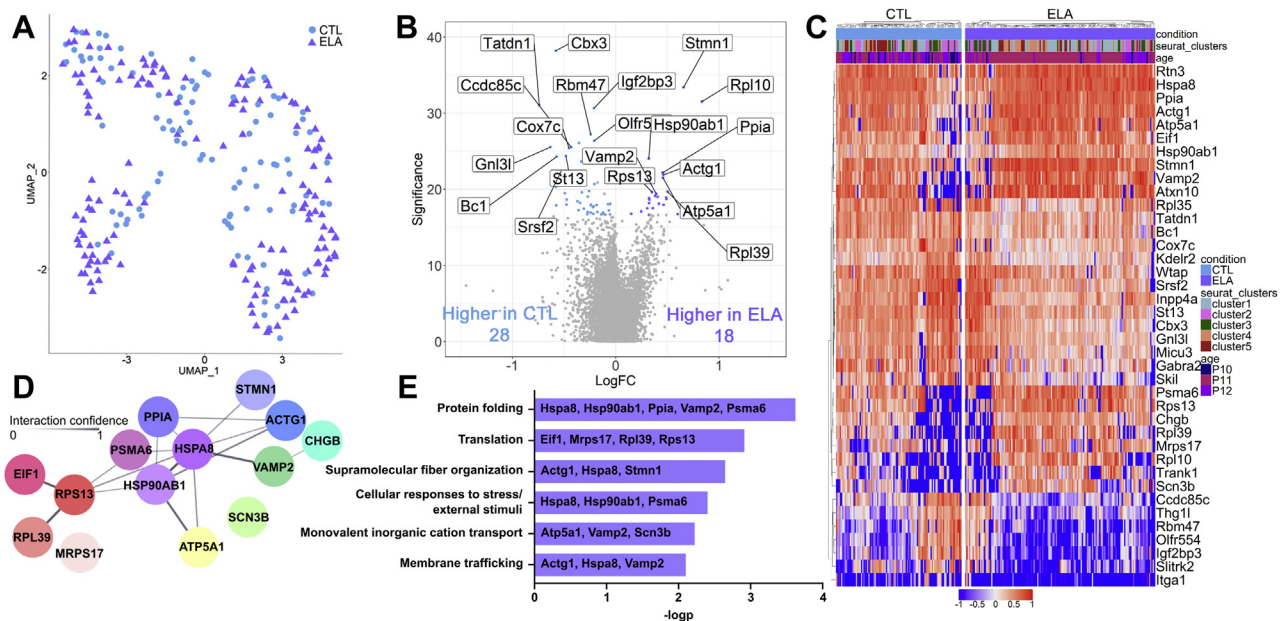 A
CTL
ELA
2
0
-2
UMAP_2
-3
0
3
UMAP_1
B
40
30
20
10
0
Significance
Tatdn1
Cbx3
Stmn1
Ccdc85c
Rbm47
Igf2bp3
Rpl10
Cox7c
Olfr5
Hsp90ab1
Ppia
Gnl3l
Vamp2
Actg1
St13
Rps13
Bc1
Atp5a1
Srsf2
Rpl39
Higher in CTL
28
Higher in ELA
18
-1
0
1
LogFC
C
CTL
ELA
condition
seurat_clusters
age
Rtn3
Hspa8
Ppia
Actg1
Atp5a1
Eif1
Hsp90ab1
Stmn1
Vamp2
Atxn10
Rpl35
Tatdn1
Bc1
Cox7c
Kdelr2
Wtap
Srsf2
Inpp4a
St13
Cbx3
Gnl3l
Micu3
Gabra2
Skil
Psma6
Rps13
Chgb
Rpl39
Mrps17
Rpl10
Trank1
Scn3b
Ccdc85c
Thg1l
Rbm47
Olfr554
Igf2bp3
Slitrk2
Itga1
condition
CTL
ELA
seurat_clusters
cluster1
cluster2
cluster3
cluster4
cluster5
age
P10
P11
P12
-1 -0.5 0 0.5 1
D
Interaction confidence
0 1
STMN1
PPIA
ACTG1
CHGB
PSMA6
HSPA8
VAMP2
EIF1
RPS13
HSP90AB1
SCN3B
RPL39
MRPS17
ATP5A1
E
Protein folding
Hspa8, Hsp90ab1, Ppia, Vamp2, Psma6
Translation
Eif1, Mrps17, Rpl39, Rps13
Supramolecular fiber organization
Actg1, Hspa8, Stmn1
Cellular responses to stress/
external stimuli
Hspa8, Hsp90ab1, Psma6
Monovalent inorganic cation transport
Atp5a1, Vamp2, Scn3b
Membrane trafficking
Actg1, Hspa8, Vamp2
0 1 2 3 4
-logp